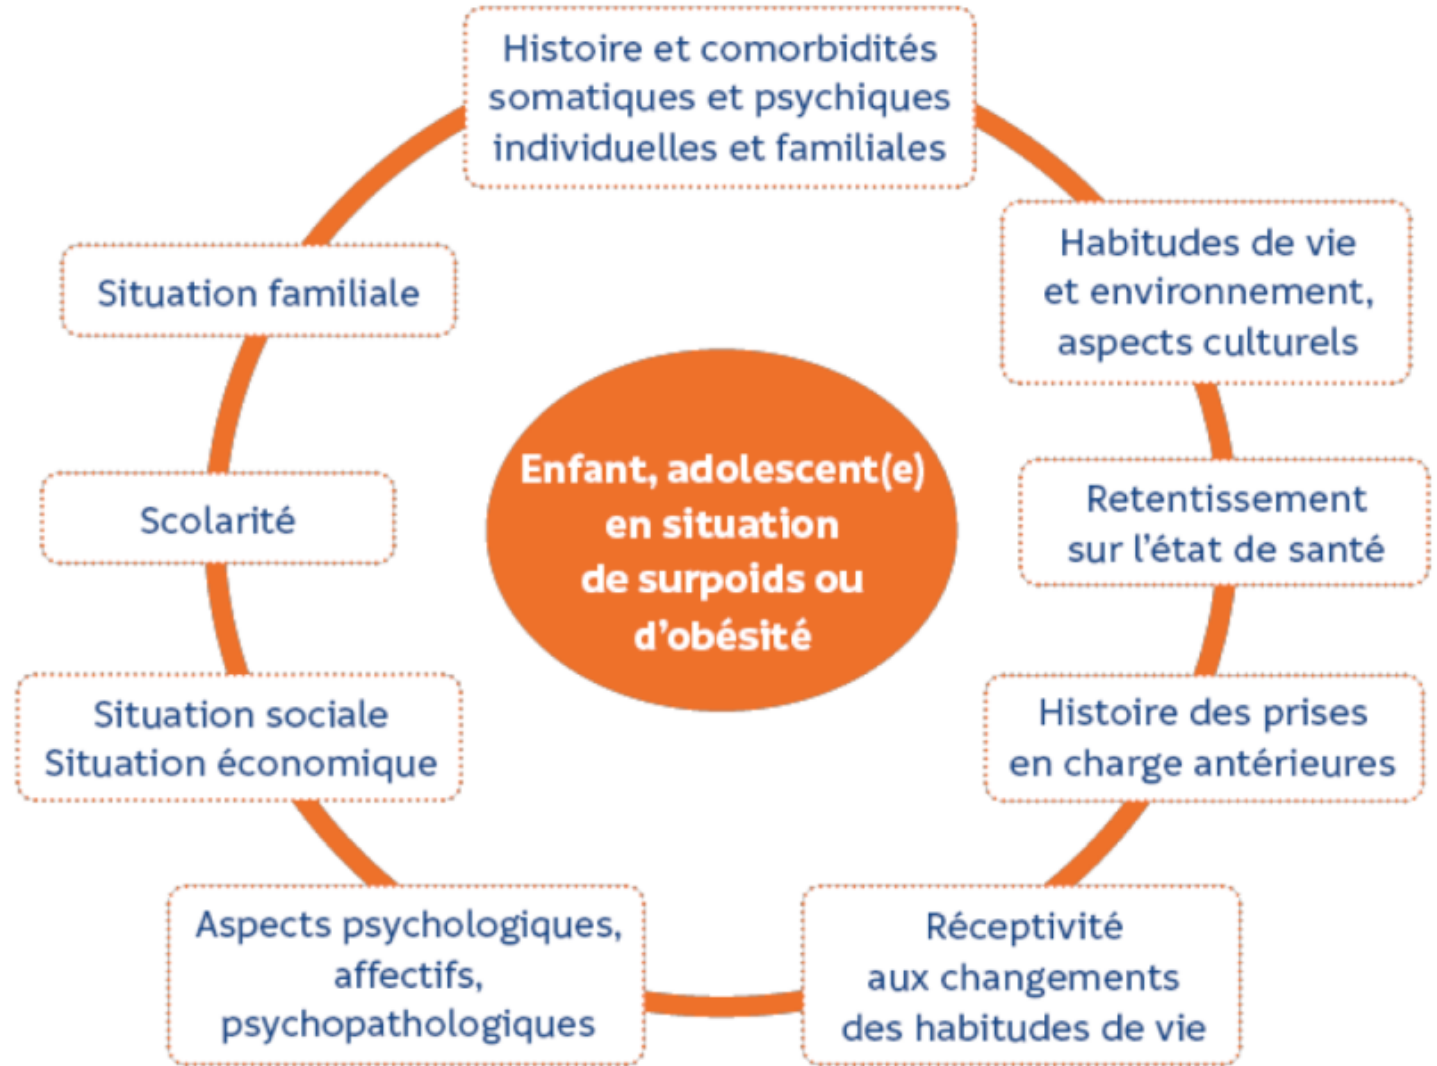 Histoire et comorbidités
somatiques et psychiques
individuelles et familiales
Habitudes de vie
et environnement,
aspects culturels
Retentissement
sur l'état de santé
Histoire des prises
en charge antérieures
Réceptivité
aux changements
des habitudes de vie
Aspects psychologiques,
affectifs,
psychopathologiques
Situation sociale
Situation économique
Scolarité
Situation familiale
Enfant, adolescent(e)
en situation
de surpoids ou
d'obésité